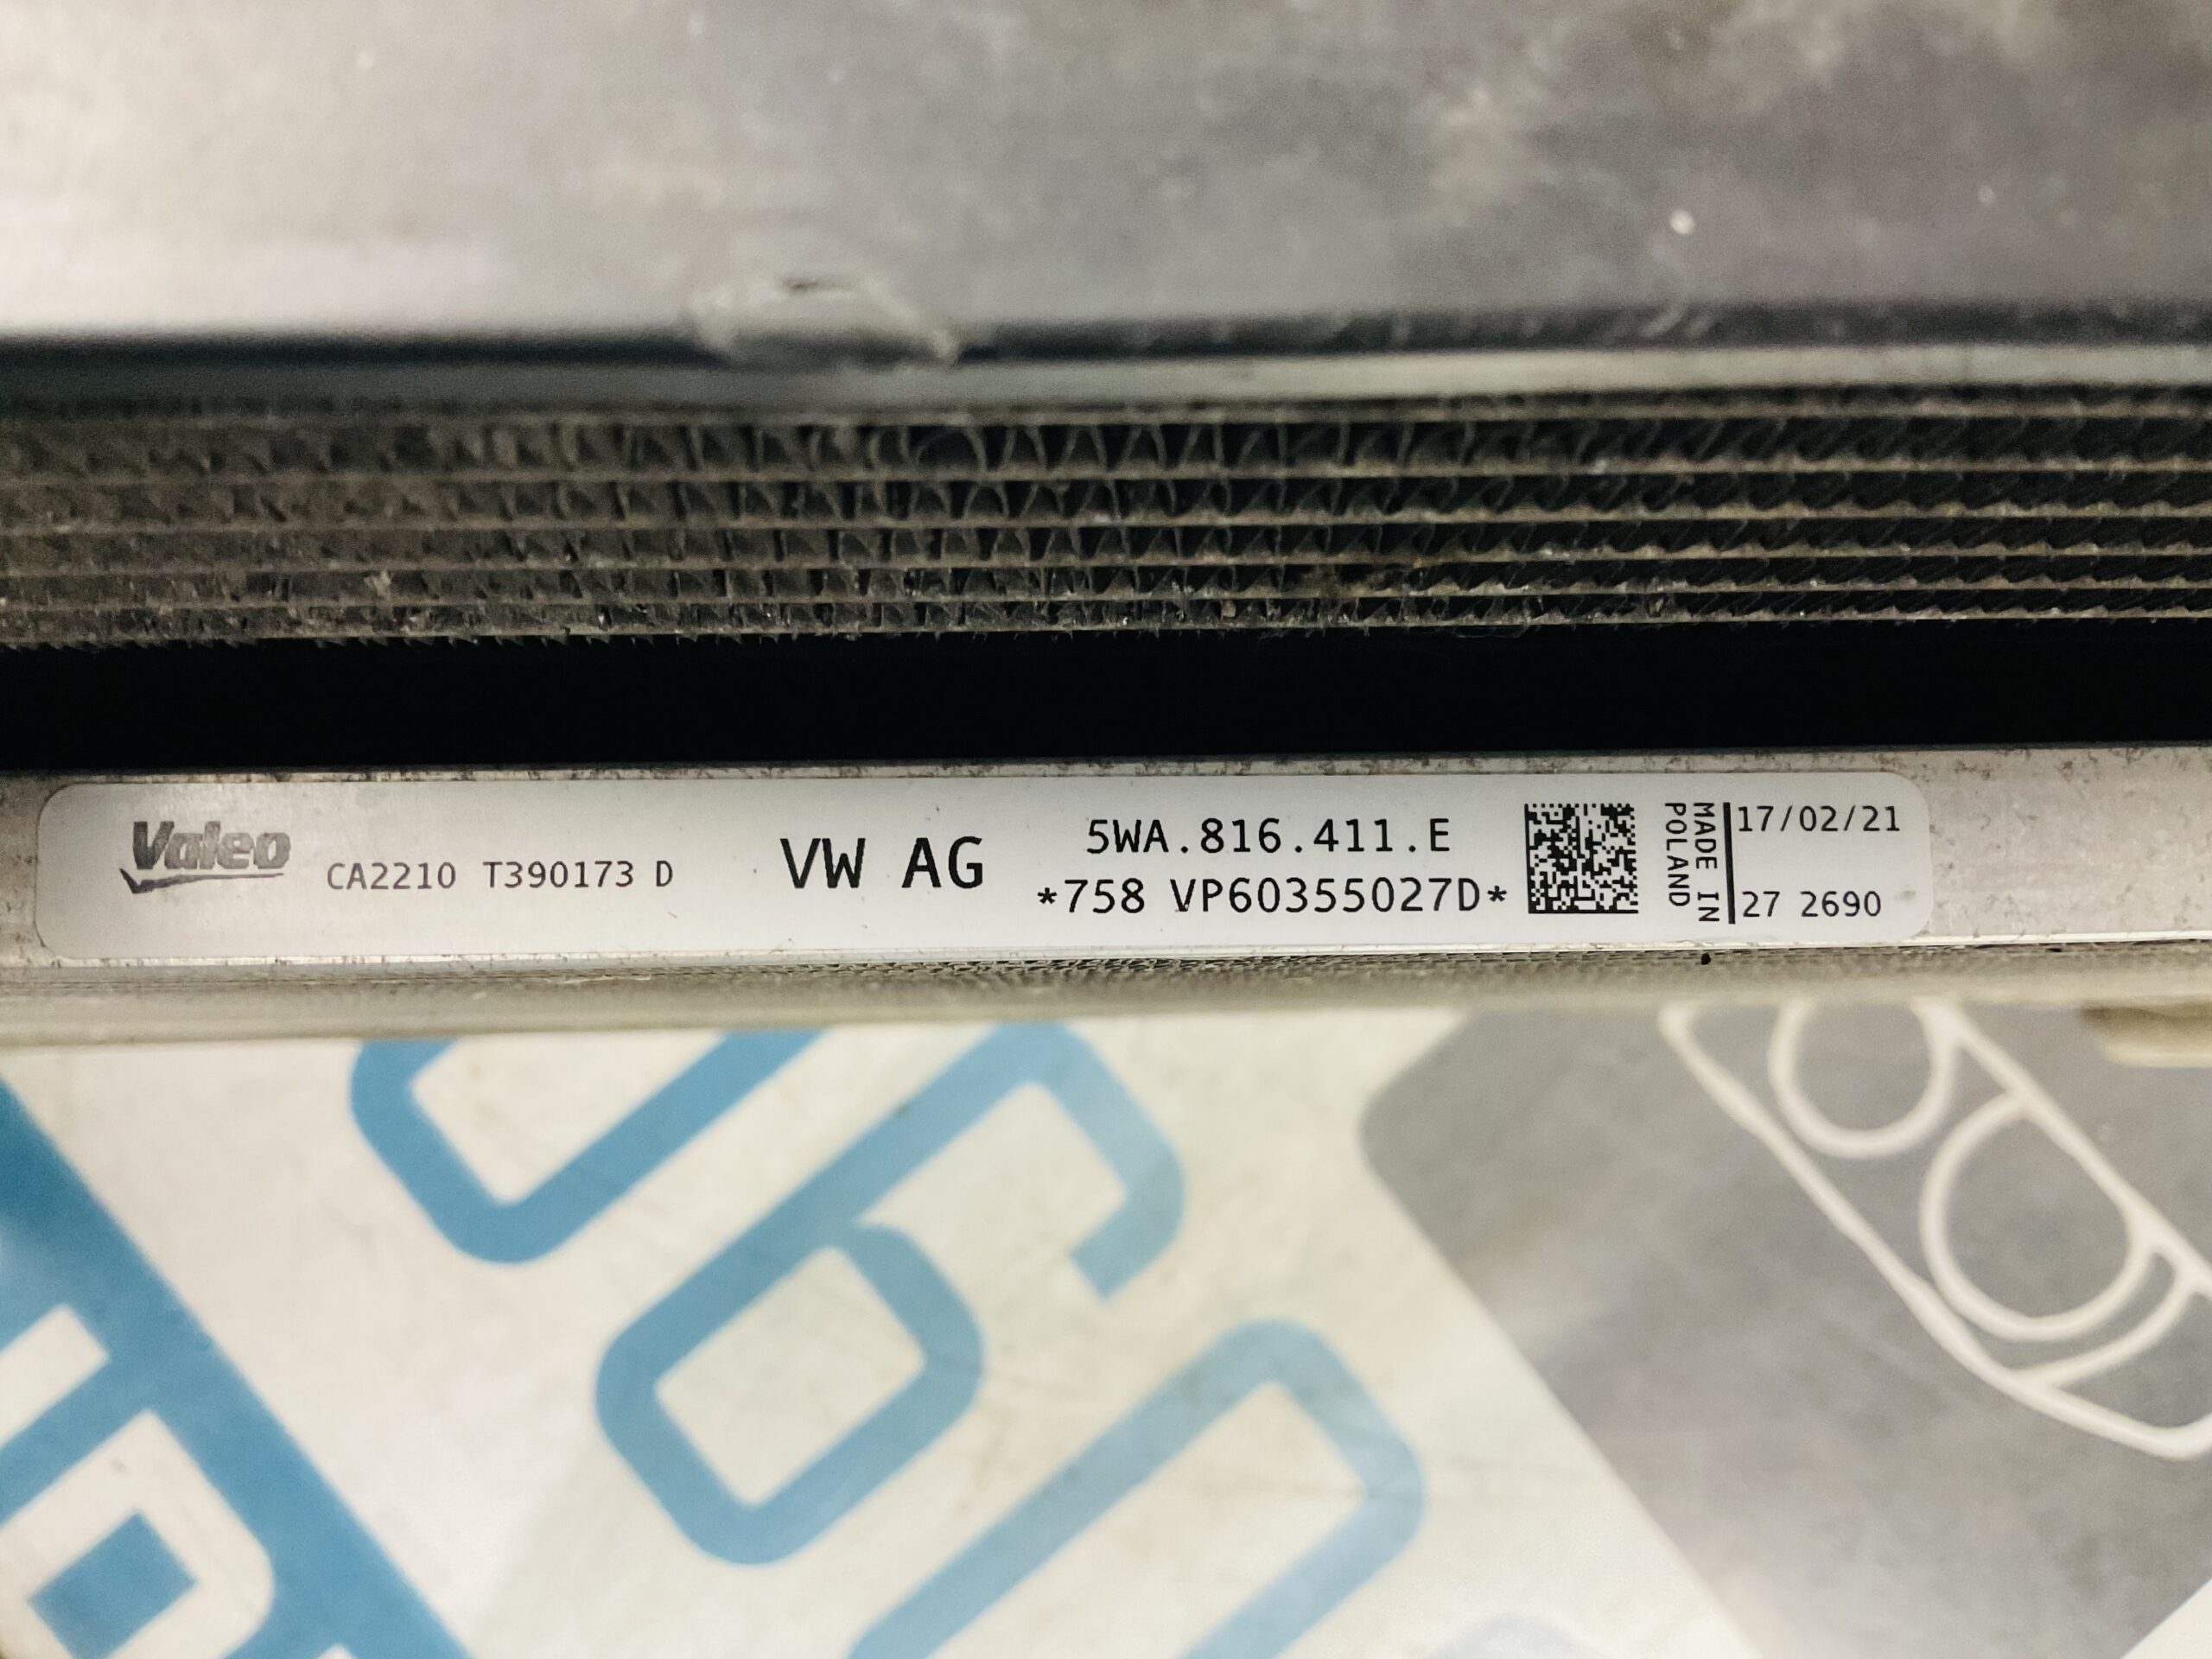 Valeo
CA2210 T390173 D
VW AG
5WA.816.411.E
*758 VP60355027D*
MADE IN
POLAND
17/02/21
27 2690